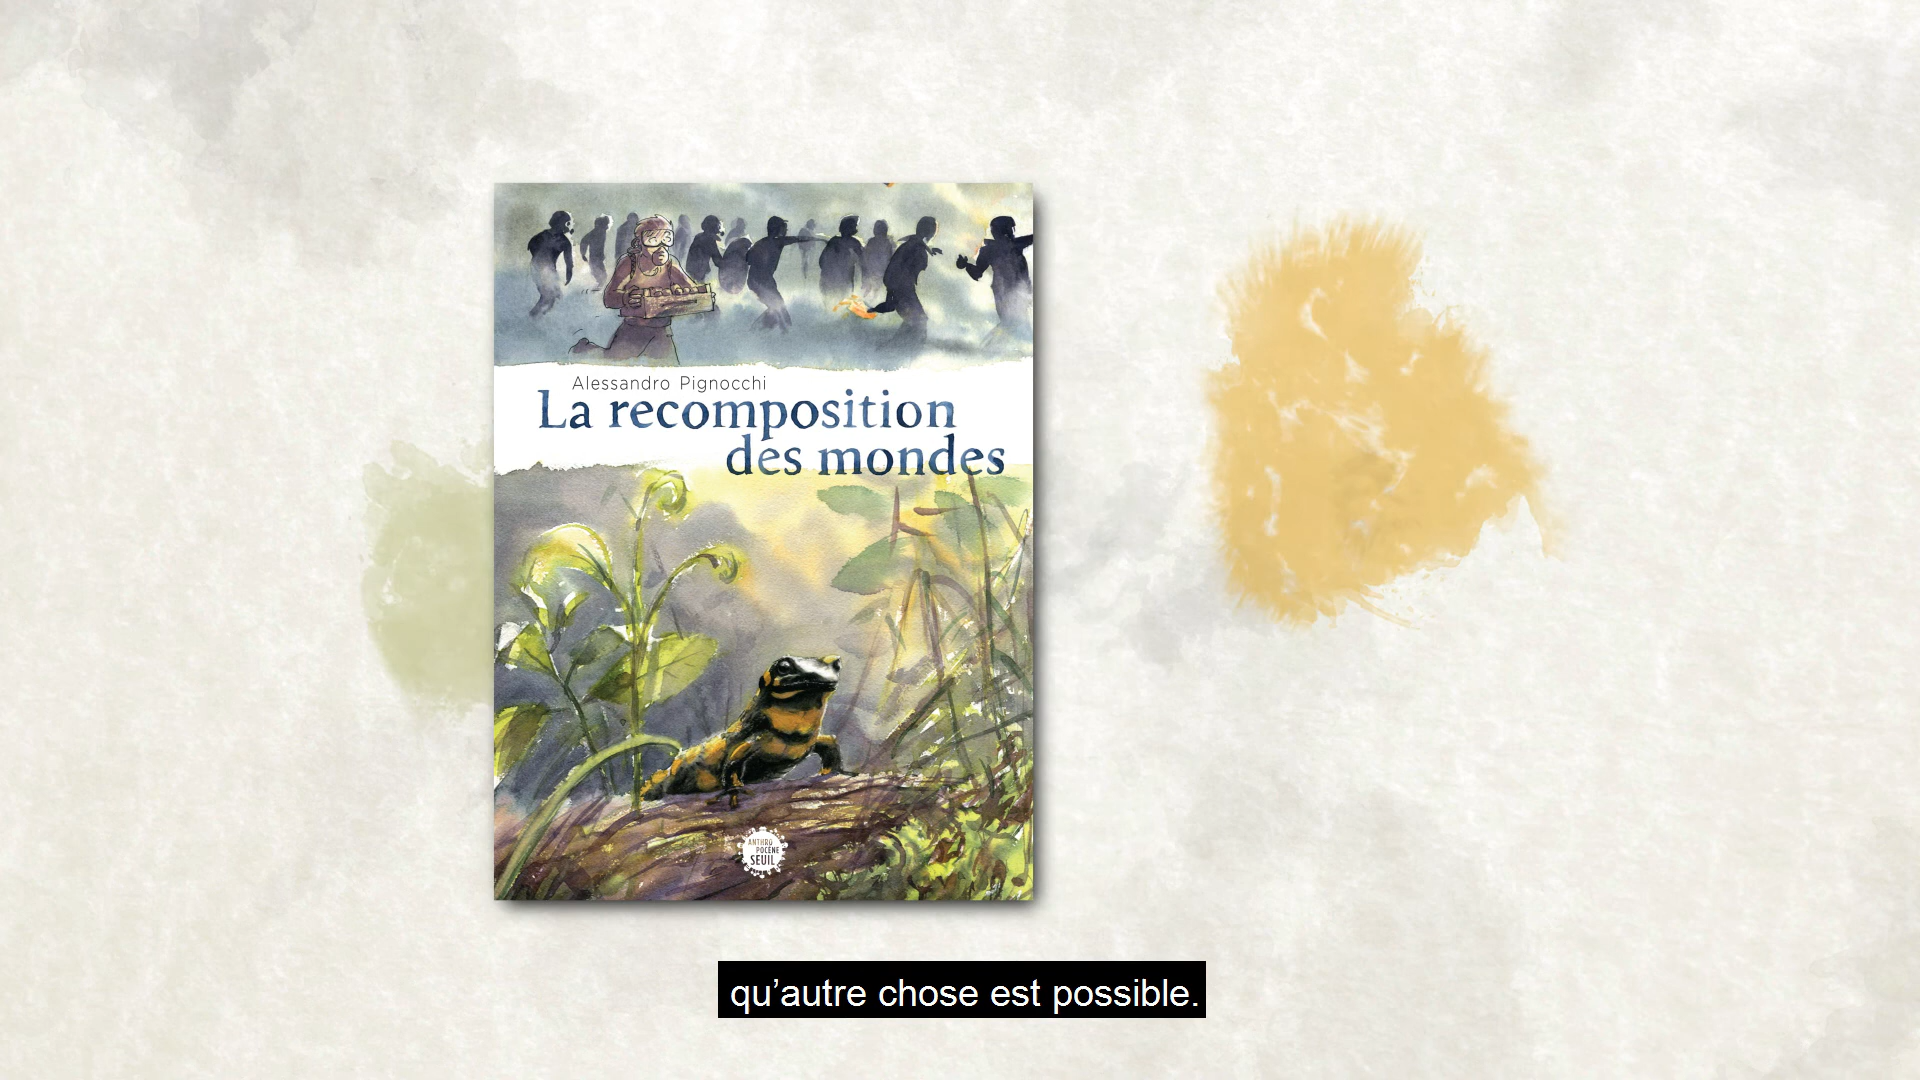 Alessandro Pignocchi
La recomposition
des mondes
ANTHRO
POCÈNE
SEUIL
qu’autre chose est possible.